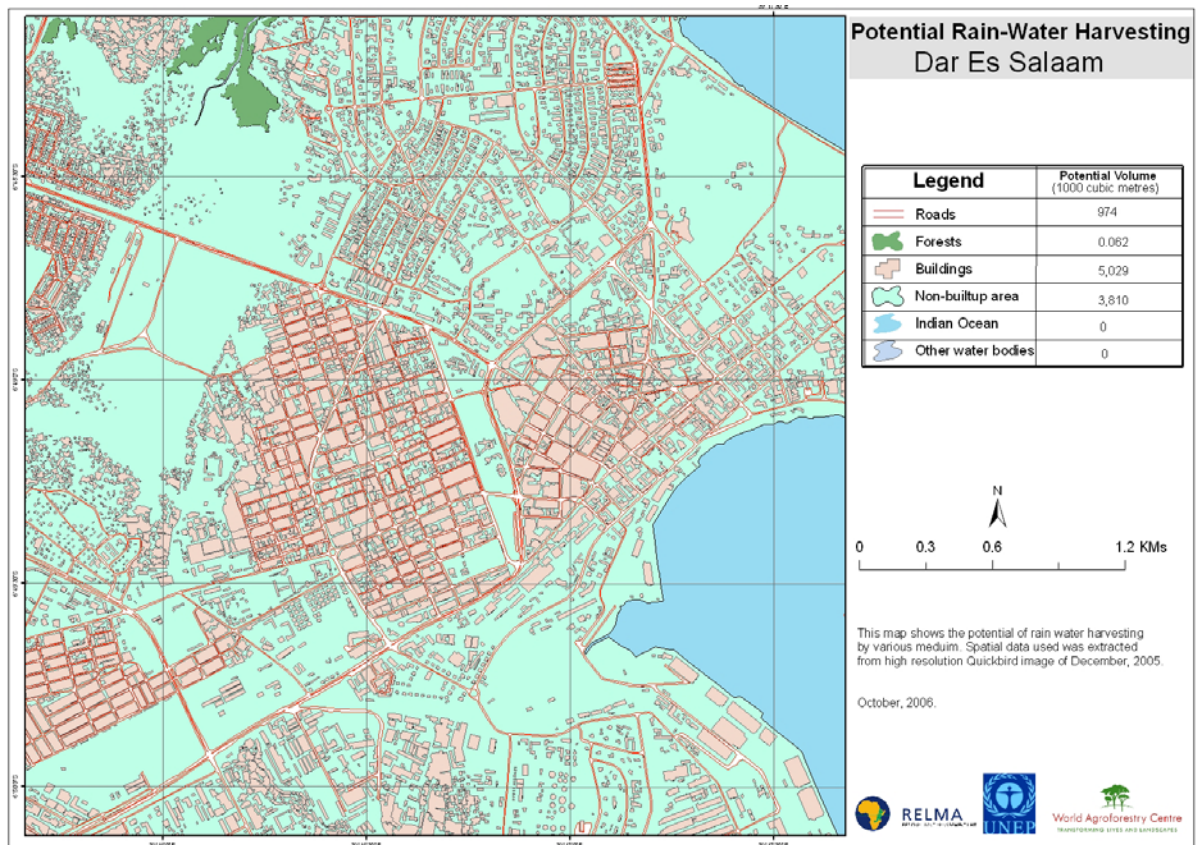 Potential Rain-Water Harvesting
Dar Es Salaam
Legend
Potential Volume
(1000 cubic metres)
Roads 974
Forests 0.062
Buildings 5,029
Non-builtup area 3,810
Indian Ocean 0
Other water bodies 0
N
0 0.3 0.6 1.2 KMs
This map shows the potential of rain water harvesting
by various meduim. Spatial data used was extracted
from high resolution Quickbird image of December, 2005.
October, 2006.
RELMA
UNEP
World Agroforestry Centre
TRANSFORMING LIVES AND LANDSCAPES